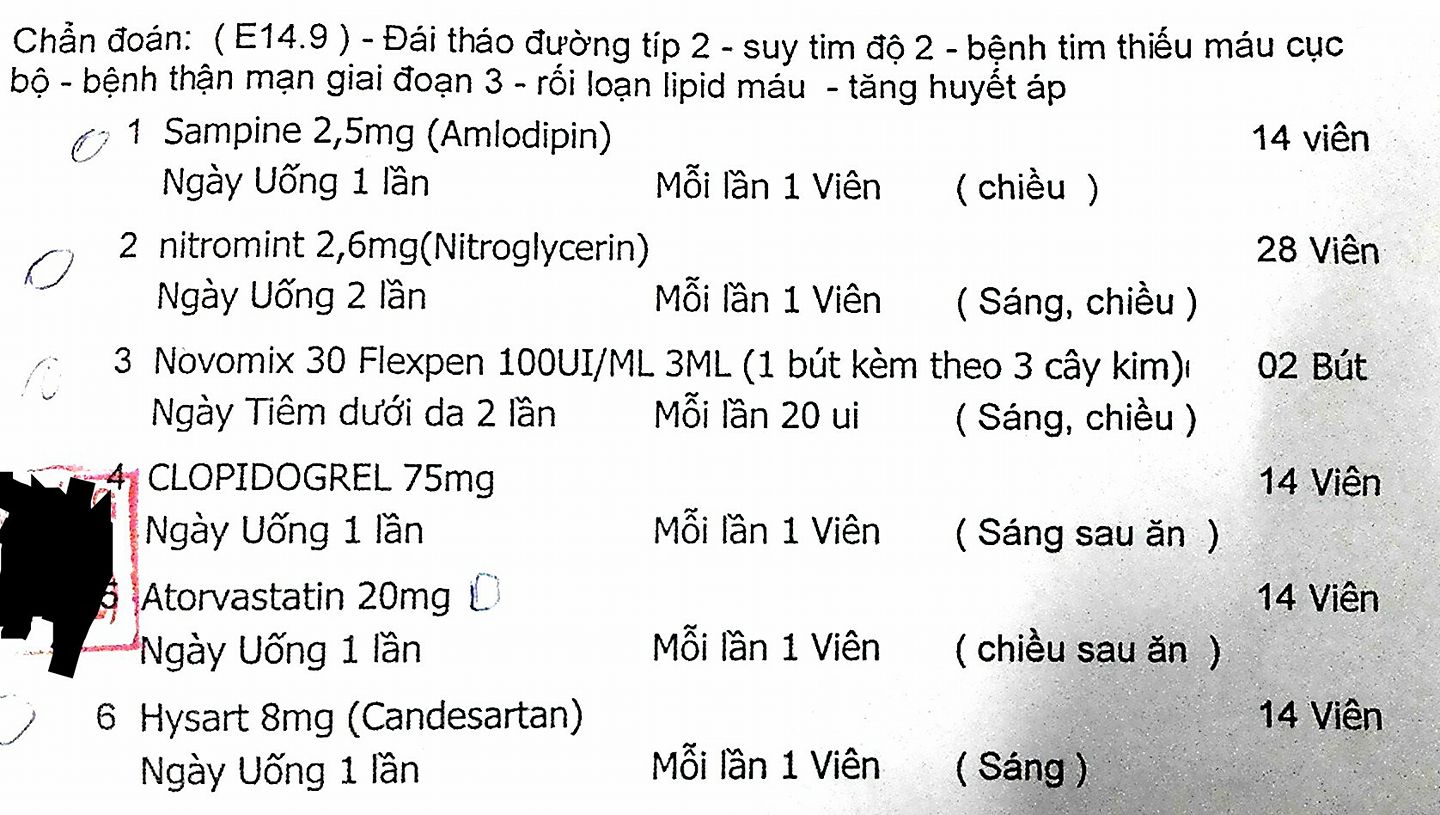 Chẩn đoán: ( E14.9 ) - Đái tháo đường típ 2 - suy tim độ 2 - bệnh tim thiếu máu cục
bộ - bệnh thận mạn giai đoạn 3 - rối loạn lipid máu - tăng huyết áp
1 Sampine 2,5mg (Amlodipin) 14 viên
Ngày Uống 1 lần Mỗi lần 1 Viên ( chiều )
2 nitromint 2,6mg(Nitroglycerin) 28 Viên
Ngày Uống 2 lần Mỗi lần 1 Viên ( Sáng, chiều )
3 Novomix 30 Flexpen 100UI/ML 3ML (1 bút kèm theo 3 cây kim) 02 Bút
Ngày Tiêm dưới da 2 lần Mỗi lần 20 ui ( Sáng, chiều )
4 CLOPIDOGREL 75mg 14 Viên
Ngày Uống 1 lần Mỗi lần 1 Viên ( Sáng sau ăn )
5 Atorvastatin 20mg 14 Viên
Ngày Uống 1 lần Mỗi lần 1 Viên ( chiều sau ăn )
6 Hysart 8mg (Candesartan) 14 Viên
Ngày Uống 1 lần Mỗi lần 1 Viên ( Sáng )